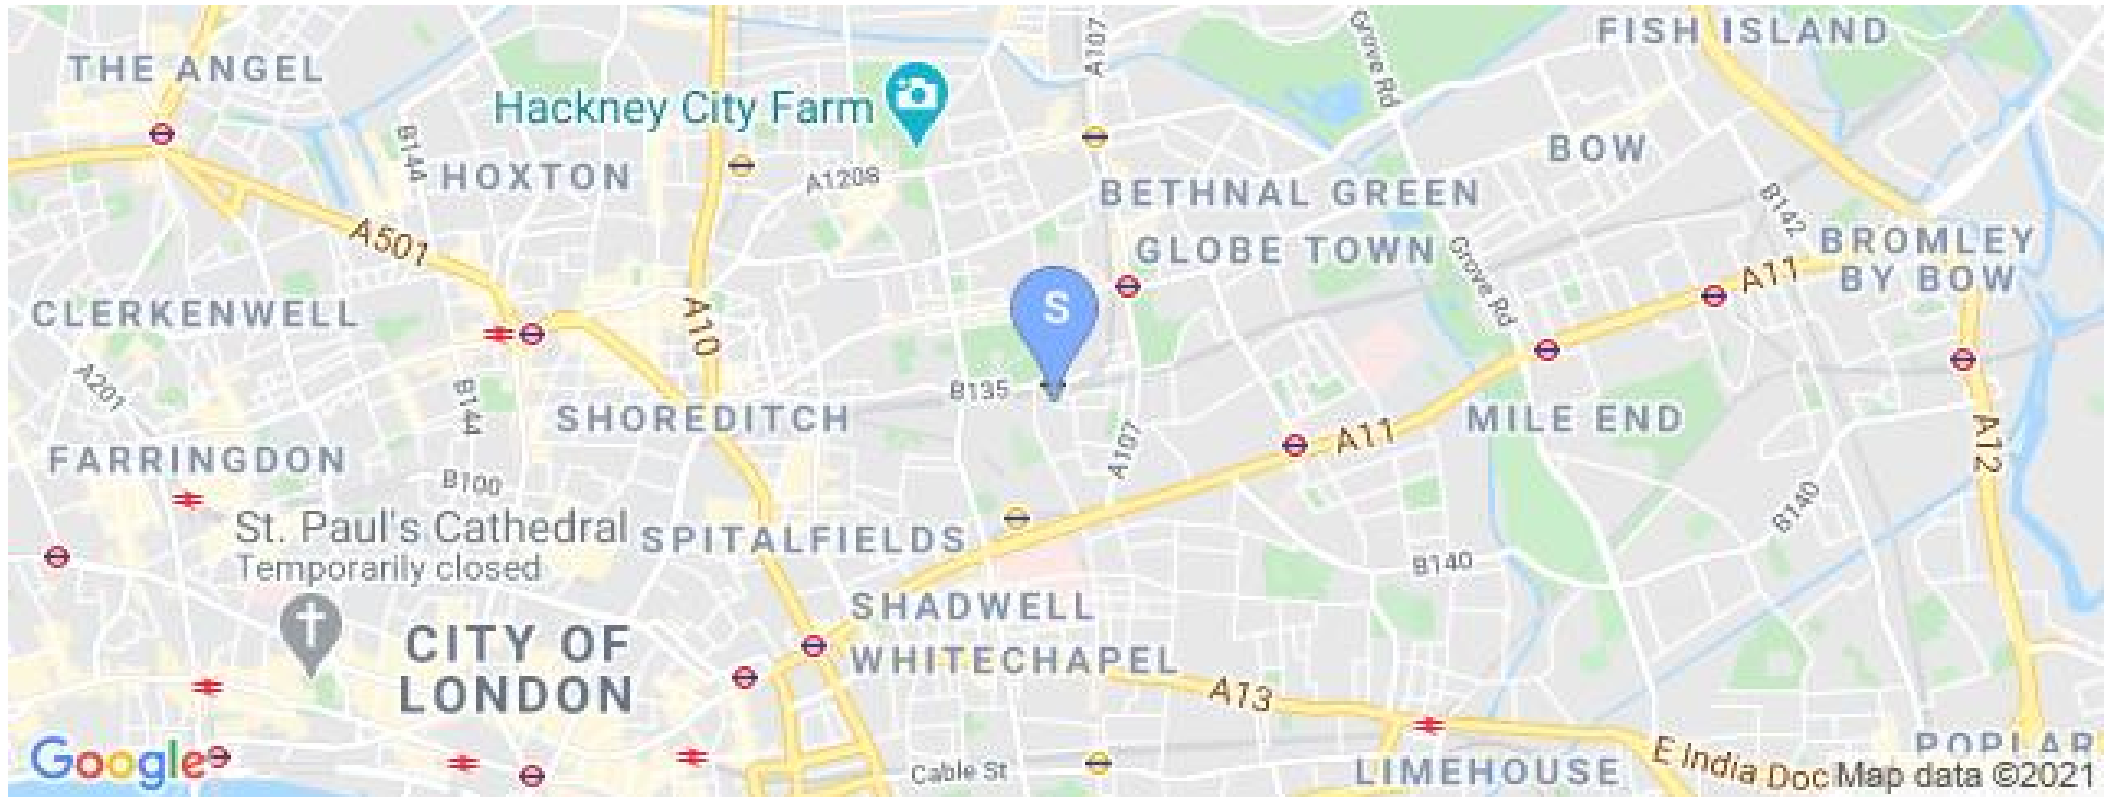 FISH ISLAND
Grove Rd
A107
THE ANGEL
Hackney City Farm
B144
HOXTON
A1208
BOW
BETHNAL GREEN
B142
A501
GLOBE TOWN
Grove Rd
BROMLEY
BY BOW
A11
S
CLERKENWELL
A10
A201
B144
B135
SHOREDITCH
MILE END
A107
A11
A12
FARRINGDON
B100
St. Paul's Cathedral
Temporarily closed
SPITALFIELDS
B140
B140
SHADWELL
CITY OF
LONDON
WHITECHAPEL
A13
Google
Cable St
LIMEHOUSE
E India Doc
POPLAR
Map data ©2021